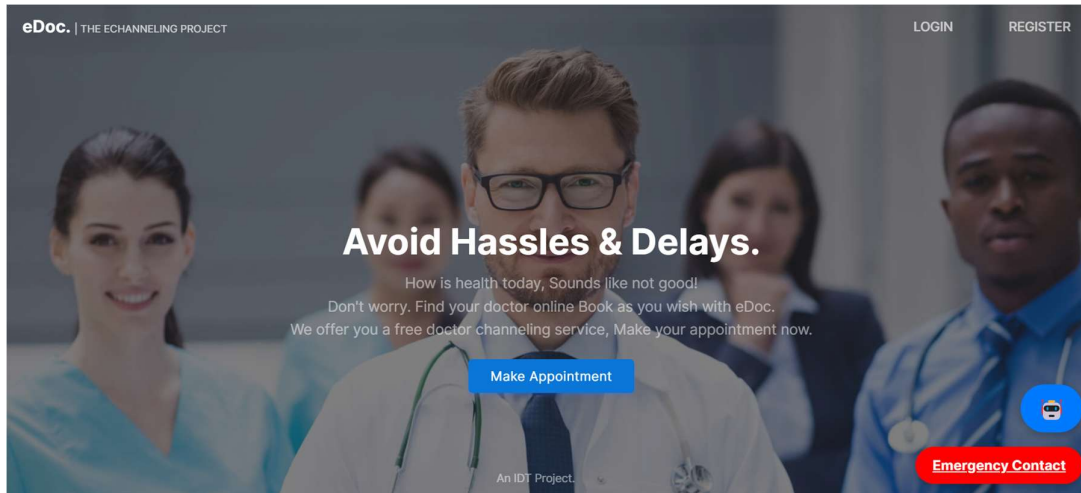 eDoc. | THE ECHANNELING PROJECT
LOGIN
REGISTER
Avoid Hassles & Delays.
How is health today, Sounds like not good!
Don't worry. Find your doctor online Book as you wish with eDoc.
We offer you a free doctor channeling service, Make your appointment now.
Make Appointment
Emergency Contact
An IDT Project.